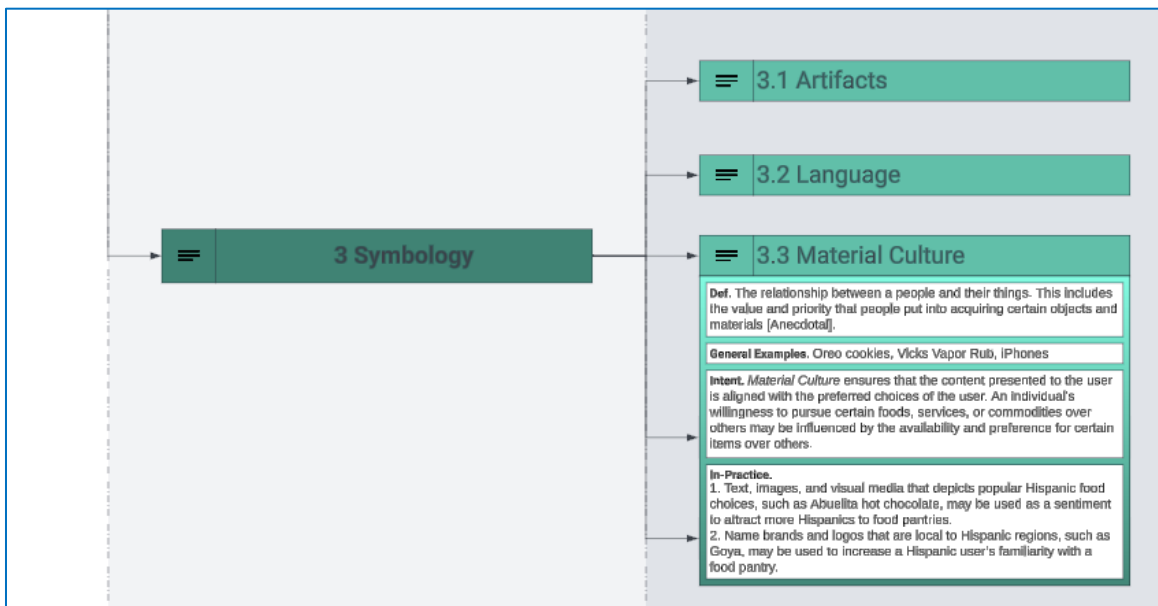 3.1 Artifacts
3.2 Language
3 Symbology
3.3 Material Culture
Def. The relationship between a people and their things. This includes
the value and priority that people put into acquiring certain objects and
materials [Anecdotal].
General Examples. Oreo cookies, Vicks Vapor Rub, iPhones
Intent. Material Culture ensures that the content presented to the user
is aligned with the preferred choices of the user. An individual's
willingness to pursue certain foods, services, or commodities over
others may be influenced by the availability and preference for certain
items over others.
In-Practice.
1. Text, images, and visual media that depicts popular Hispanic food
choices, such as Abuelita hot chocolate, may be used as a sentiment
to attract more Hispanics to food pantries.
2. Name brands and logos that are local to Hispanic regions, such as
Goya, may be used to increase a Hispanic user's familiarity with a
food pantry.